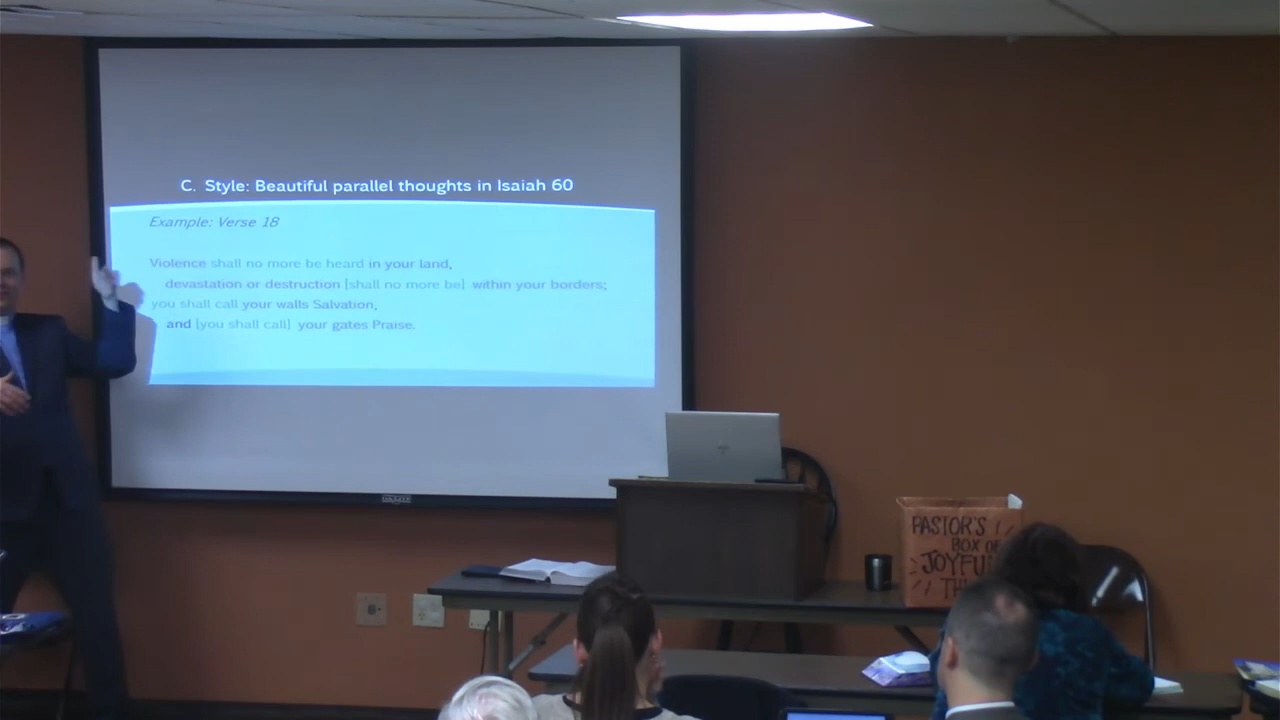 C. Style: Beautiful parallel thoughts in Isaiah 60
Example: Verse 18
Violence shall no more be heard in your land,
devastation or destruction [shall no more be] within your borders;
you shall call your walls Salvation,
and [you shall call] your gates Praise.
PASTOR'S
BOX OF
JOYFUL